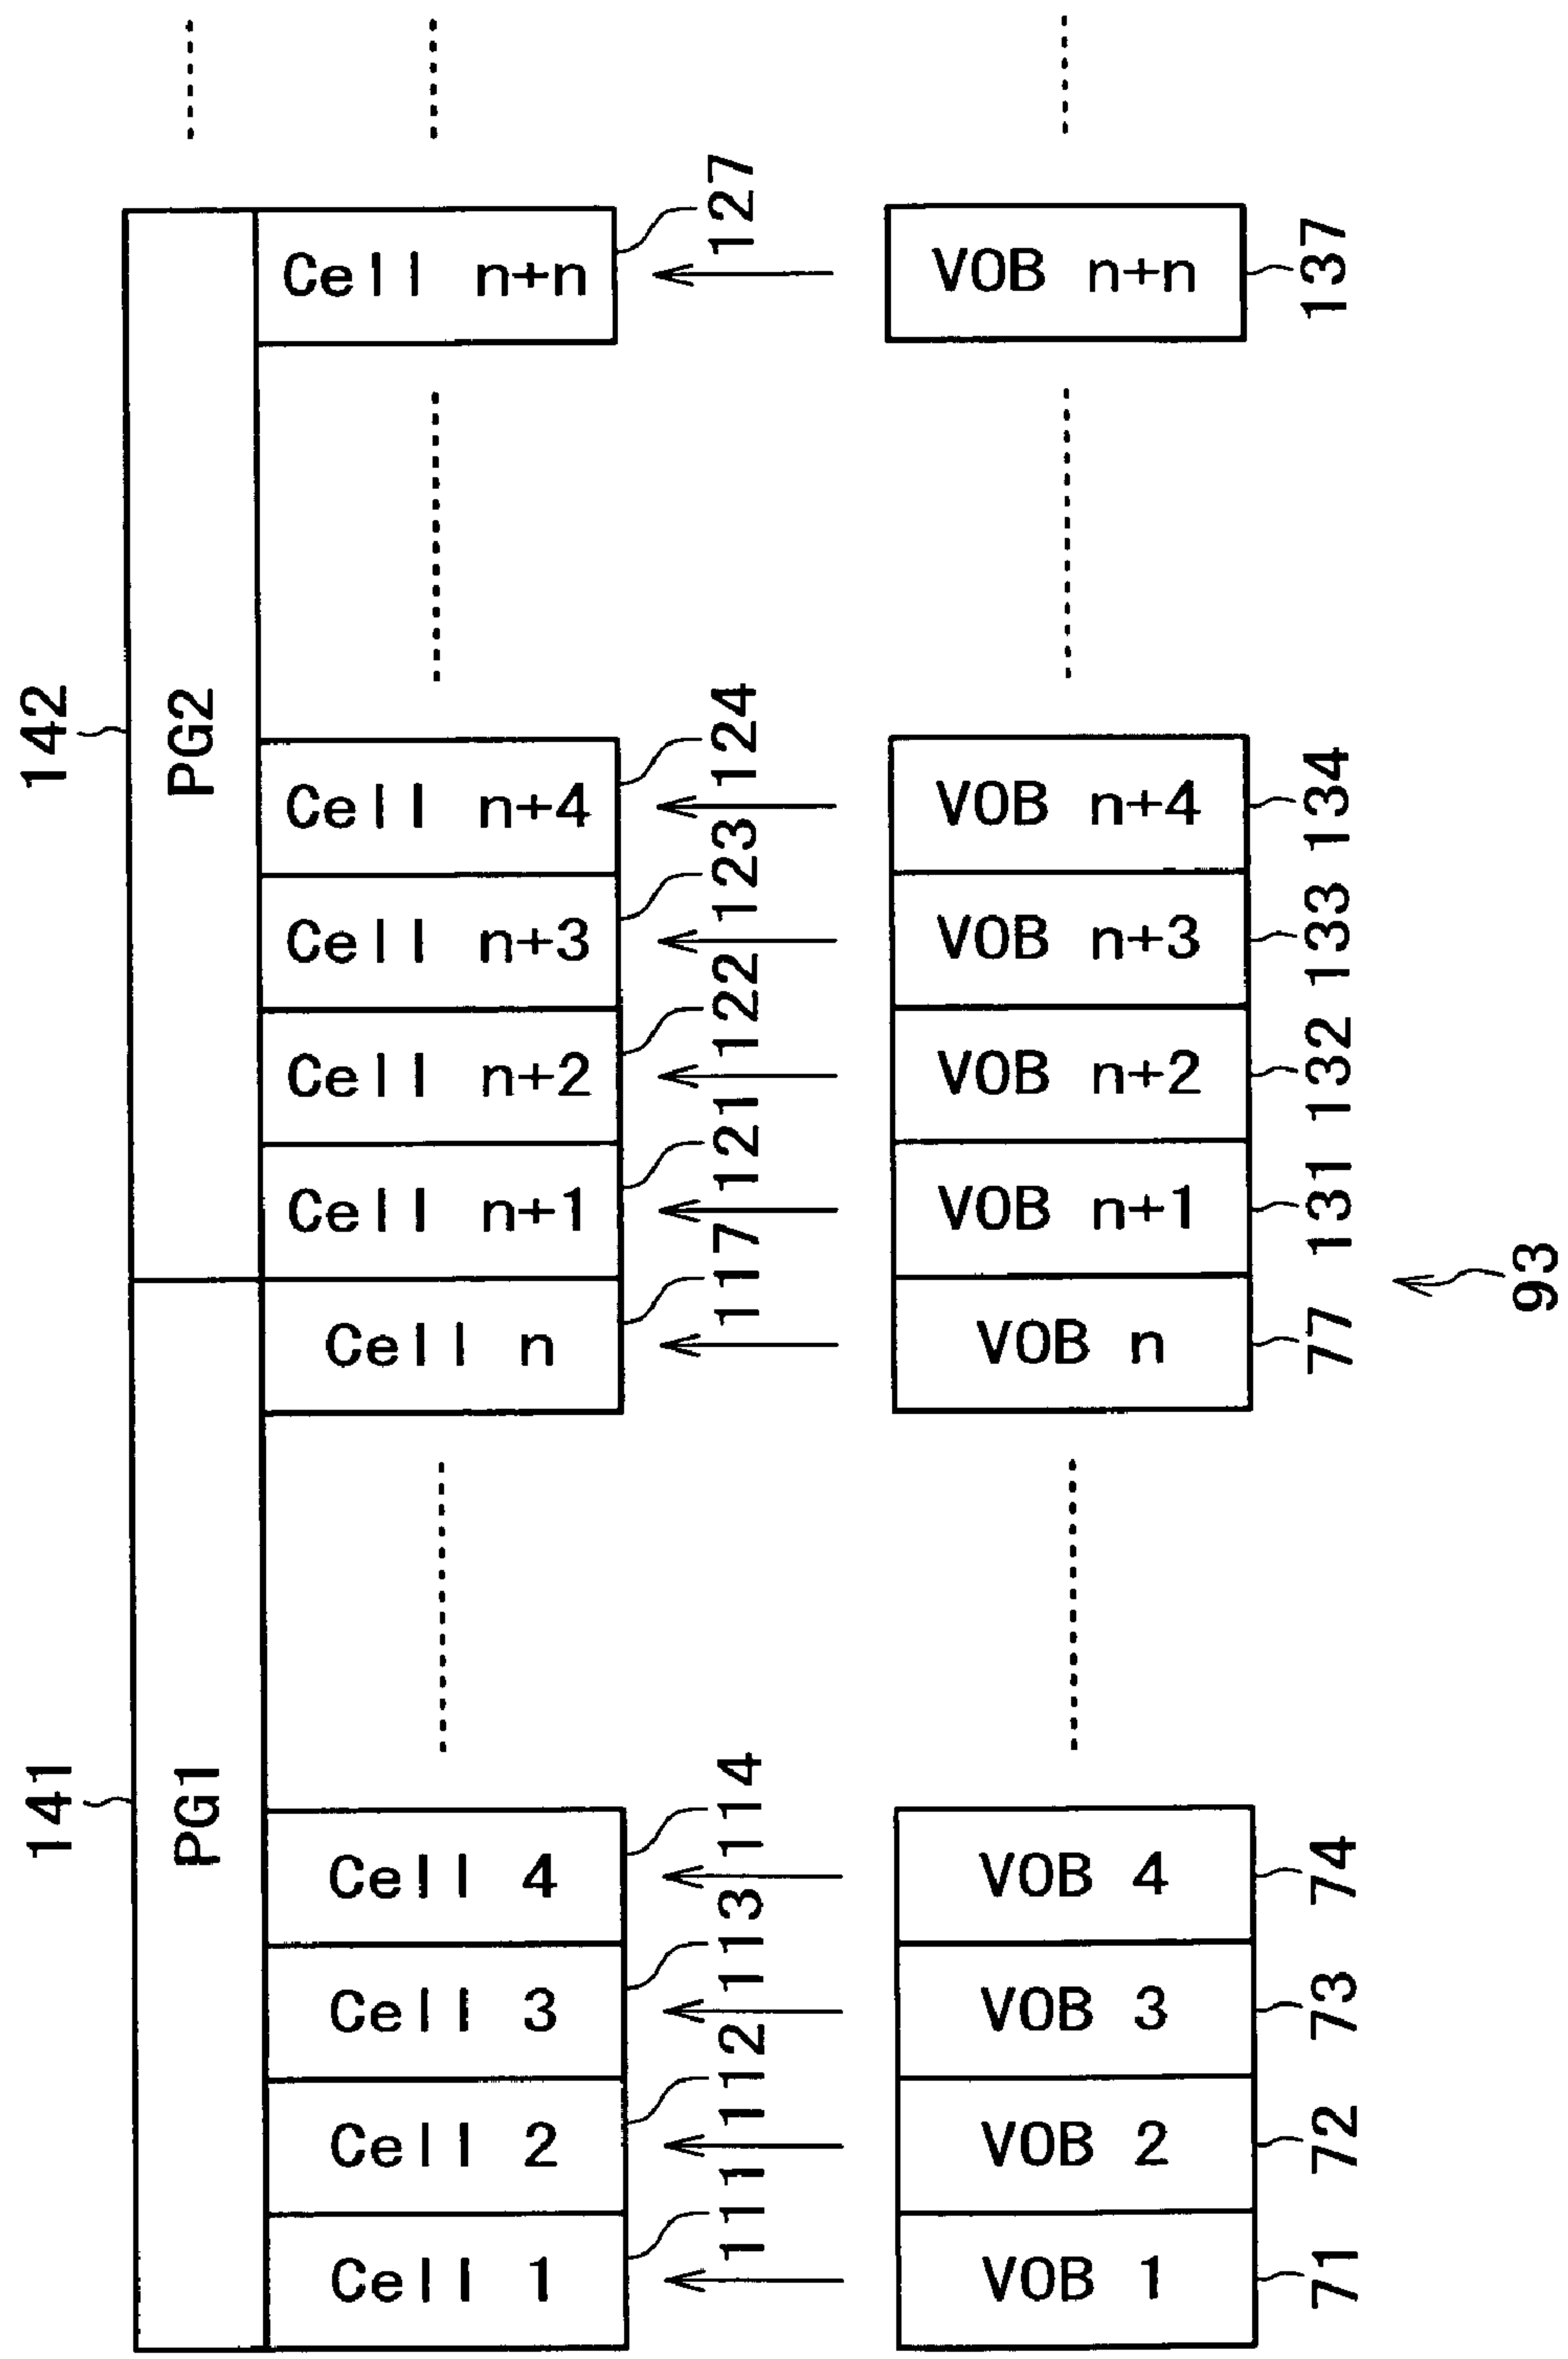 142
PG2
Cell n+n
127
VOB n+n
137
Cell n+4
124
VOB n+4
134
Cell n+3
123
VOB n+3
133
Cell n+2
122
VOB n+2
132
Cell n+1
121
VOB n+1
131
141
PG1
Cell n
117
VOB n
77
93
Cell 4
114
VOB 4
74
Cell 3
113
VOB 3
73
Cell 2
112
VOB 2
72
Cell 1
111
VOB 1
71